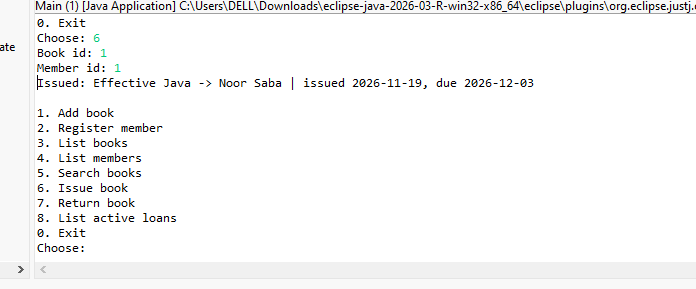 Main (1) [Java Application] C:\Users\DELL\Downloads\eclipse-java-2026-03-R-win32-x86_64\eclipse\plugins\org.eclipse.justj.
ate
0. Exit
Choose: 6
Book id: 1
Member id: 1
Issued: Effective Java -> Noor Saba | issued 2026-11-19, due 2026-12-03
1. Add book
2. Register member
3. List books
4. List members
5. Search books
6. Issue book
7. Return book
8. List active loans
0. Exit
Choose: